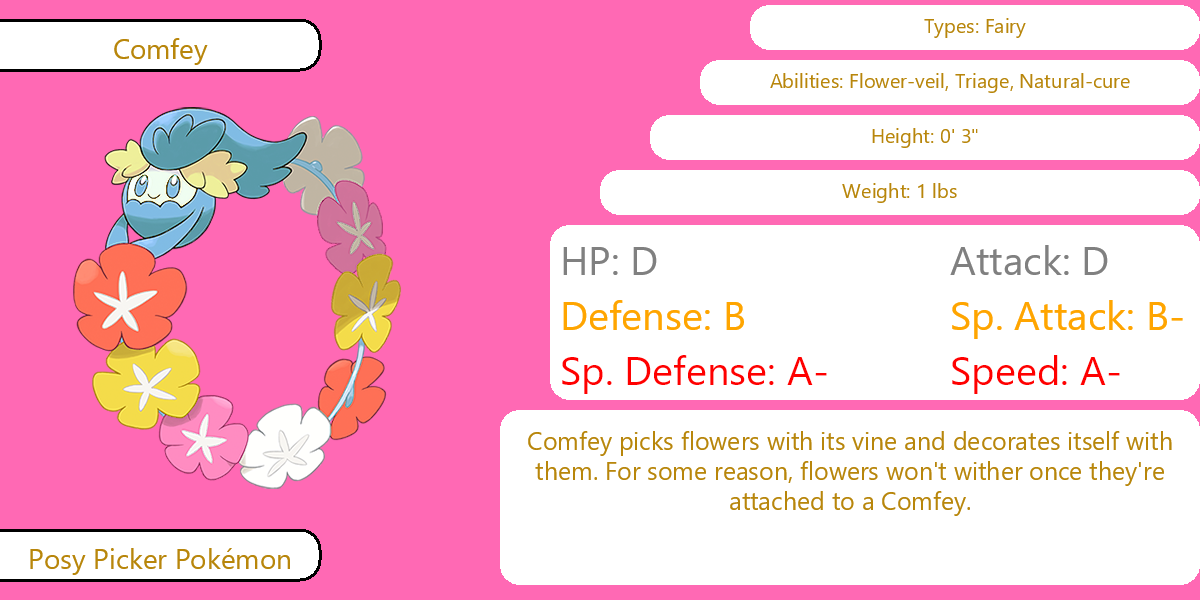 Comfey
Types: Fairy
Abilities: Flower-veil, Triage, Natural-cure
Height: 0' 3"
Weight: 1 lbs
HP: D
Attack: D
Defense: B
Sp. Attack: B-
Sp. Defense: A-
Speed: A-
Comfey picks flowers with its vine and decorates itself with
them. For some reason, flowers won't wither once they're
attached to a Comfey.
Posy Picker Pokémon